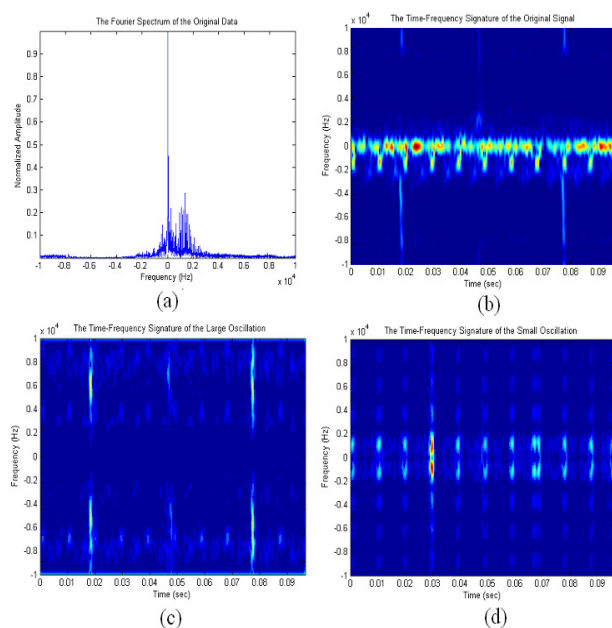 The Fourier Spectrum of the Original Data
Normalized Amplitude
0.9
0.8
0.7
0.6
0.5
0.4
0.3
0.2
0.1
-1 -0.8 -0.6 -0.4 -0.2 0 0.2 0.4 0.6 0.8 1
Frequency (Hz)
x 10^4
(a)
x 10^4
The Time-Frequency Signature of the Original Signal
Frequency (Hz)
1
0.8
0.6
0.4
0.2
0
-0.2
-0.4
-0.6
-0.8
-1
0 0.01 0.02 0.03 0.04 0.05 0.06 0.07 0.08 0.09
Time (sec)
(b)
x 10^4
The Time-Frequency Signature of the Large Oscillation
Frequency (Hz)
1
0.8
0.6
0.4
0.2
0
-0.2
-0.4
-0.6
-0.8
-1
0 0.01 0.02 0.03 0.04 0.05 0.06 0.07 0.08 0.09
Time (sec)
(c)
x 10^4
The Time-Frequency Signature of the Small Oscillation
Frequency (Hz)
1
0.8
0.6
0.4
0.2
0
-0.2
-0.4
-0.6
-0.8
-1
0 0.01 0.02 0.03 0.04 0.05 0.06 0.07 0.08 0.09
Time (sec)
(d)